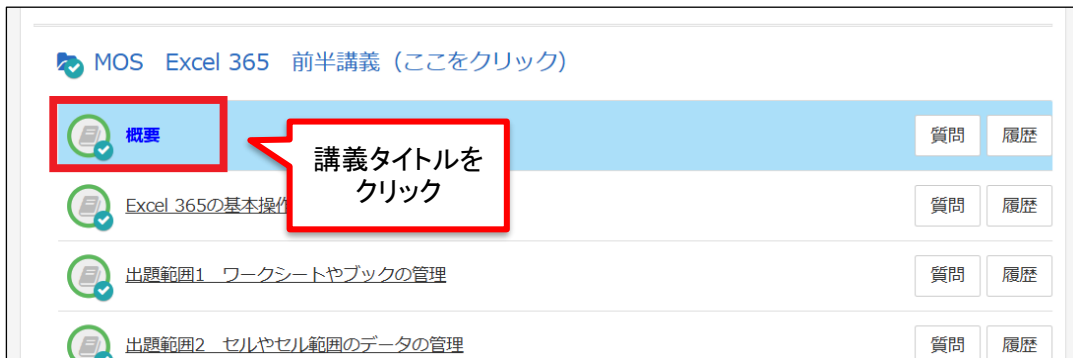 MOS　Excel 365　前半講義（ここをクリック）
概要
質問 履歴
講義タイトルを
クリック
Excel 365の基本操作
質問 履歴
出題範囲1　ワークシートやブックの管理
質問 履歴
出題範囲2　セルやセル範囲のデータの管理
質問 履歴